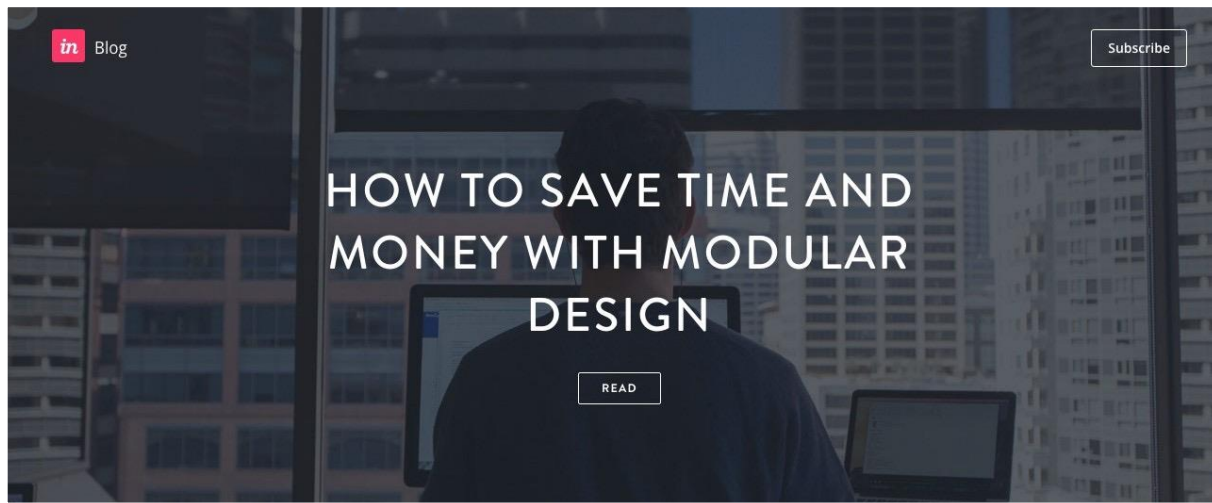 in Blog
Subscribe
HOW TO SAVE TIME AND
MONEY WITH MODULAR
DESIGN
READ